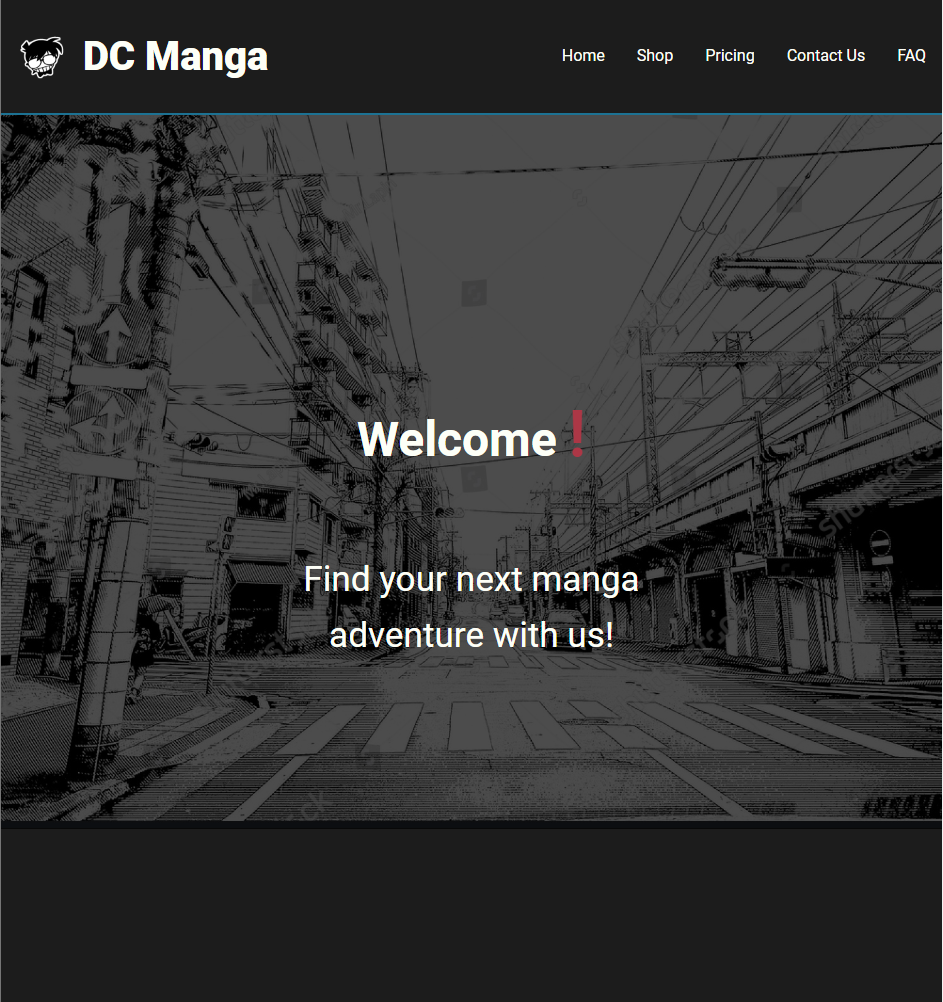 DC Manga
Home Shop Pricing Contact Us FAQ
Welcome❗
Find your next manga
adventure with us!